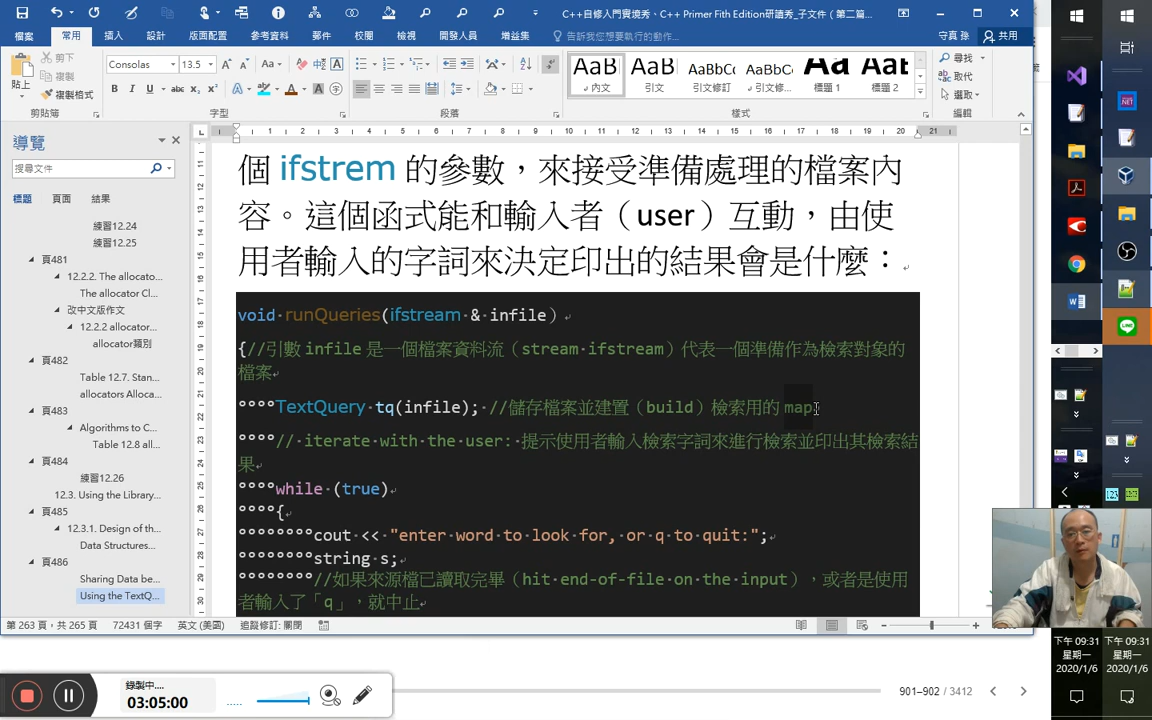 C++自修入門實境秀、C++ Primer Fith Edition研讀秀_子文件（第二篇...
檔案 常用 插入 設計 版面配置 參考資料 郵件 校閱 檢視 開發人員 增益集 告訴我您想要執行的動作... 守真 孫 共用
貼上 剪下 複製 複製格式
Consolas 13.5
AaB AaB AaBbCc AaBbC AaB AaB
內文 引文 引文修訂 引文修... 標題 1 標題 2
尋找 取代 選取
剪貼簿 字型 段落 樣式 編輯
導覽
搜尋文件
標題 頁面 結果
練習12.24
練習12.25
頁481
12.2.2. The allocato...
The allocator Cl...
改中文版作文
12.2.2 allocator...
allocator類別
頁482
Table 12.7. Stan...
allocators Alloca...
頁483
Algorithms to C...
Table 12.8 all...
頁484
練習12.26
12.3. Using the Library...
頁485
12.3.1. Design of th...
Data Structures...
頁486
Sharing Data be...
Using the TextQ...
個 ifstrem 的參數，來接受準備處理的檔案內
容。這個函式能和輸入者（user）互動，由使
用者輸入的字詞來決定印出的結果會是什麼：
void runQueries(ifstream & infile）
{//引數 infile 是一個檔案資料流（stream ifstream）代表一個準備作為檢索對象的
檔案
TextQuery tq(infile); //儲存檔案並建置（build）檢索用的 map
// iterate with the user: 提示使用者輸入檢索字詞來進行檢索並印出其檢索結
果
while (true)
{
cout << "enter word to look for, or q to quit:";
string s;
//如果來源檔已讀取完畢（hit end-of-file on the input），或者是使用
者輸入了「q」，就中止
第 263 頁，共 265 頁 72431 個字 英文 (美國) 追蹤修訂: 關閉
錄製中....
03:05:00
901–902 / 3412
下午 09:31
星期一
2020/1/6
下午 09:31
星期一
2020/1/6